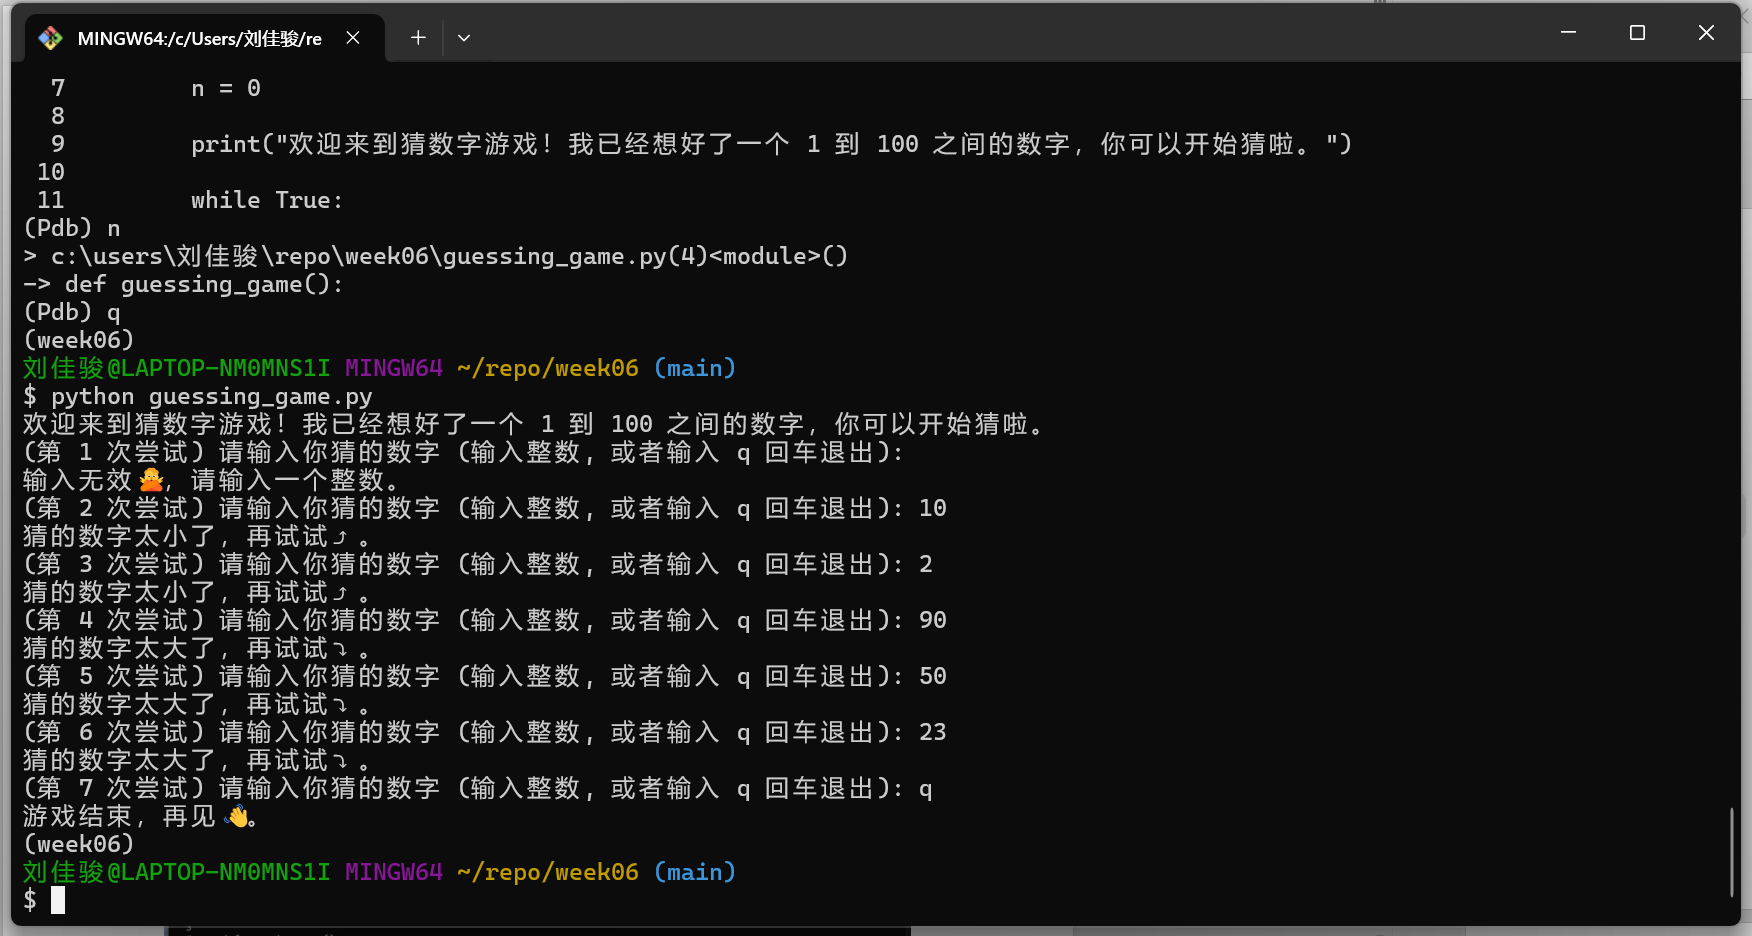 MINGW64:/c/Users/刘佳骏/re
7         n = 0
8
9         print("欢迎来到猜数字游戏！我已经想好了一个 1 到 100 之间的数字，你可以开始猜啦。")
10
11         while True:
(Pdb) n
> c:\users\刘佳骏\repo\week06\guessing_game.py(4)<module>()
-> def guessing_game():
(Pdb) q
(week06)
刘佳骏@LAPTOP-NM0MNS1I MINGW64 ~/repo/week06 (main)
$ python guessing_game.py
欢迎来到猜数字游戏！我已经想好了一个 1 到 100 之间的数字，你可以开始猜啦。
(第 1 次尝试) 请输入你猜的数字 (输入整数, 或者输入 q 回车退出):
输入无效🙅, 请输入一个整数。
(第 2 次尝试) 请输入你猜的数字 (输入整数, 或者输入 q 回车退出): 10
猜的数字太小了, 再试试⤴。
(第 3 次尝试) 请输入你猜的数字 (输入整数, 或者输入 q 回车退出): 2
猜的数字太小了, 再试试⤴。
(第 4 次尝试) 请输入你猜的数字 (输入整数, 或者输入 q 回车退出): 90
猜的数字太大了, 再试试⤵。
(第 5 次尝试) 请输入你猜的数字 (输入整数, 或者输入 q 回车退出): 50
猜的数字太大了, 再试试⤵。
(第 6 次尝试) 请输入你猜的数字 (输入整数, 或者输入 q 回车退出): 23
猜的数字太大了, 再试试⤵。
(第 7 次尝试) 请输入你猜的数字 (输入整数, 或者输入 q 回车退出): q
游戏结束, 再见👋。
(week06)
刘佳骏@LAPTOP-NM0MNS1I MINGW64 ~/repo/week06 (main)
$